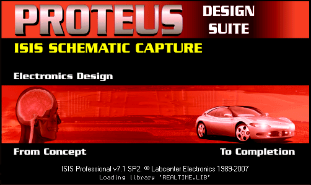 PROTEUS DESIGN SUITE
ISIS SCHEMATIC CAPTURE
Electronics Design
From Concept To Completion
ISIS Professional v7.1 SP2 © Labcenter Electronics 1989-2007
Loading library 'REALTIME.LIB'